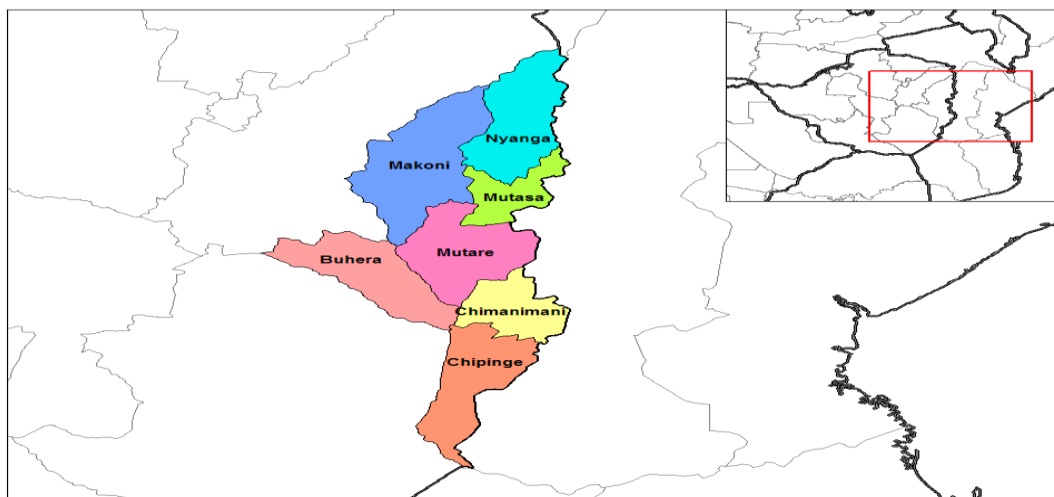 Nyanga
Makoni
Mutasa
Mutare
Buhera
Chimanimani
Chipinge